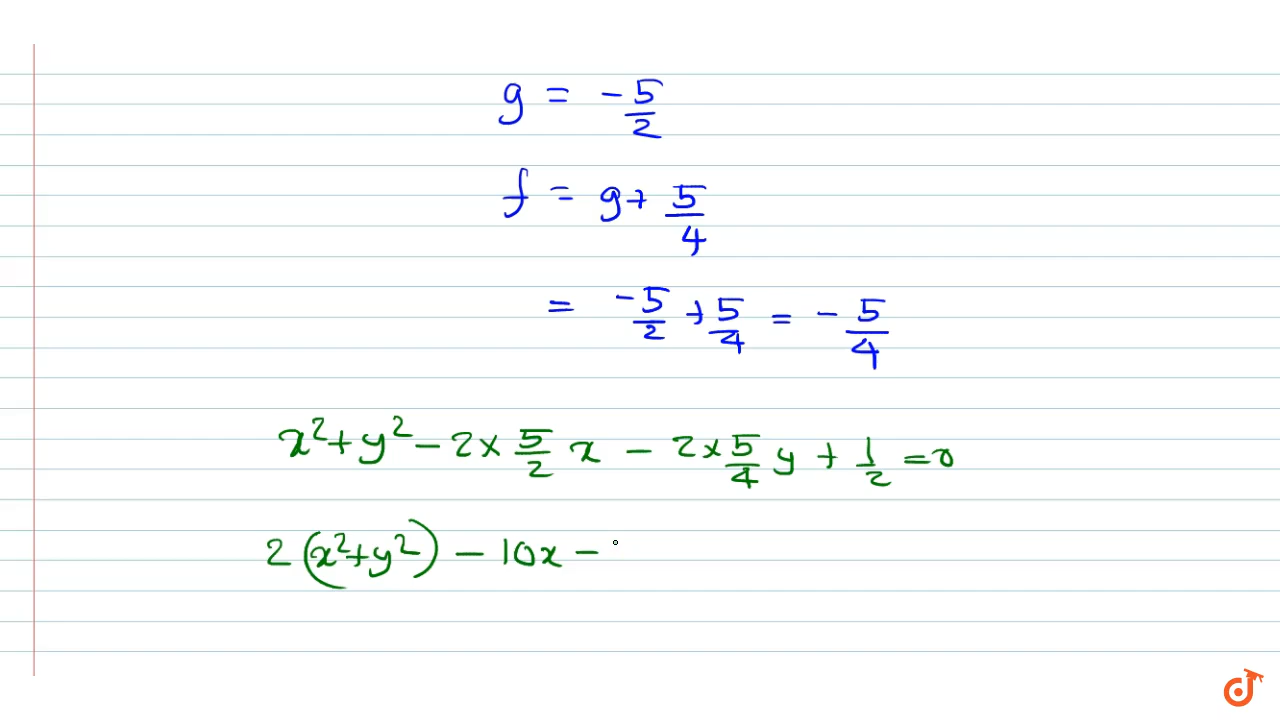 g = -5/2
f = g + 5/4
= -5/2 + 5/4 = -5/4
x² + y² - 2 × 5/2 x - 2 × 5/4 y + 1/2 = 0
2(x² + y²) - 10x -